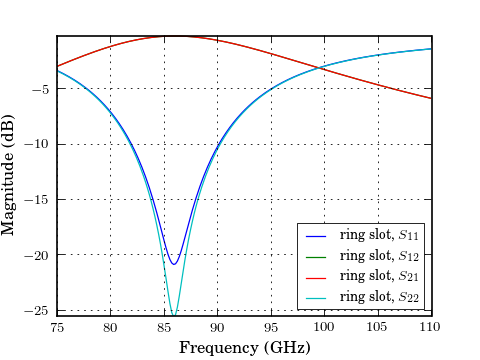 Magnitude (dB)
−5
−10
−15
−20
−25
75 80 85 90 95 100 105 110
Frequency (GHz)
ring slot, S11
ring slot, S12
ring slot, S21
ring slot, S22